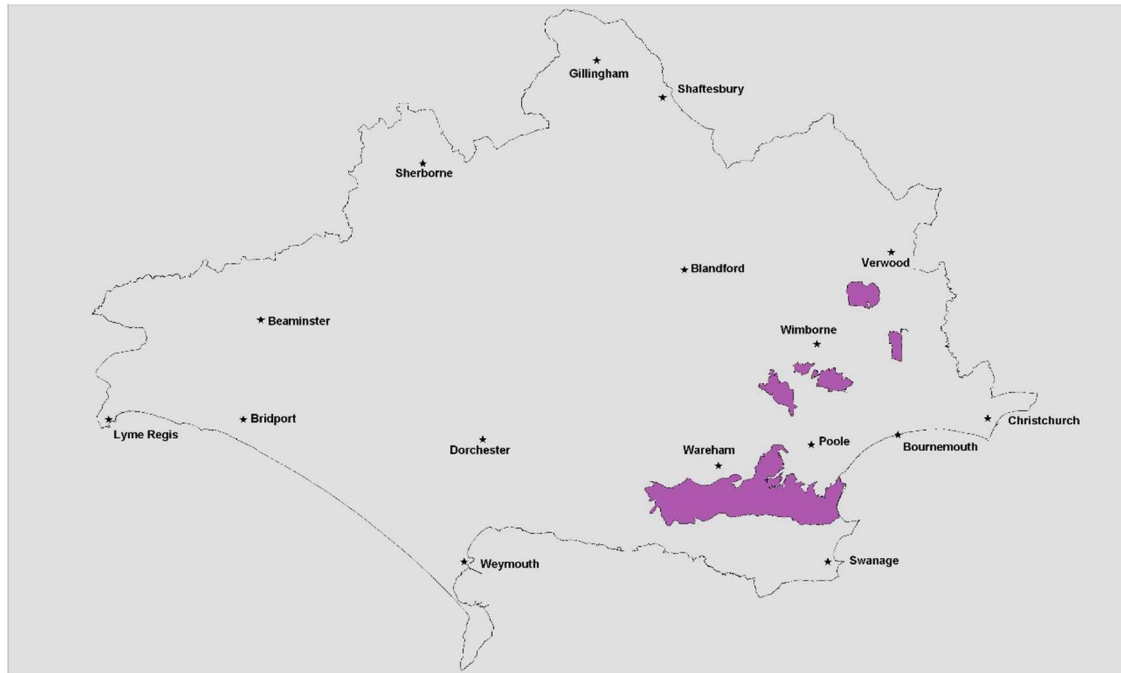 Gillingham
Shaftesbury
Sherborne
Verwood
Blandford
Beaminster
Wimborne
Lyme Regis
Bridport
Dorchester
Wareham
Poole
Bournemouth
Christchurch
Weymouth
Swanage